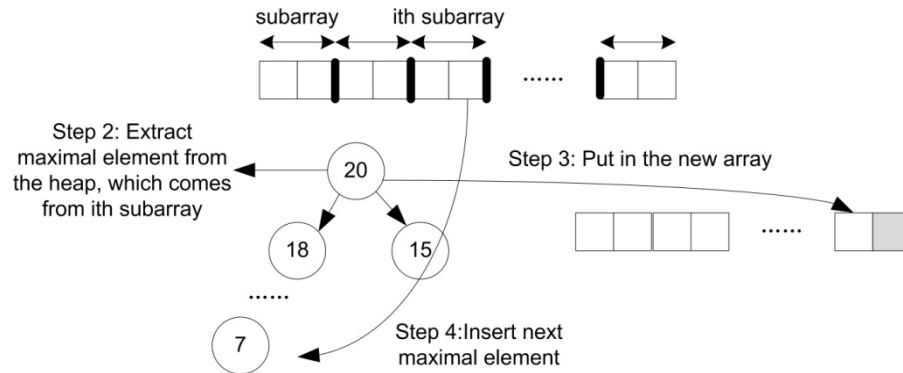 subarray
ith subarray
......
Step 2: Extract
maximal element from
the heap, which comes
from ith subarray
20
Step 3: Put in the new array
18
15
......
......
7
Step 4:Insert next
maximal element